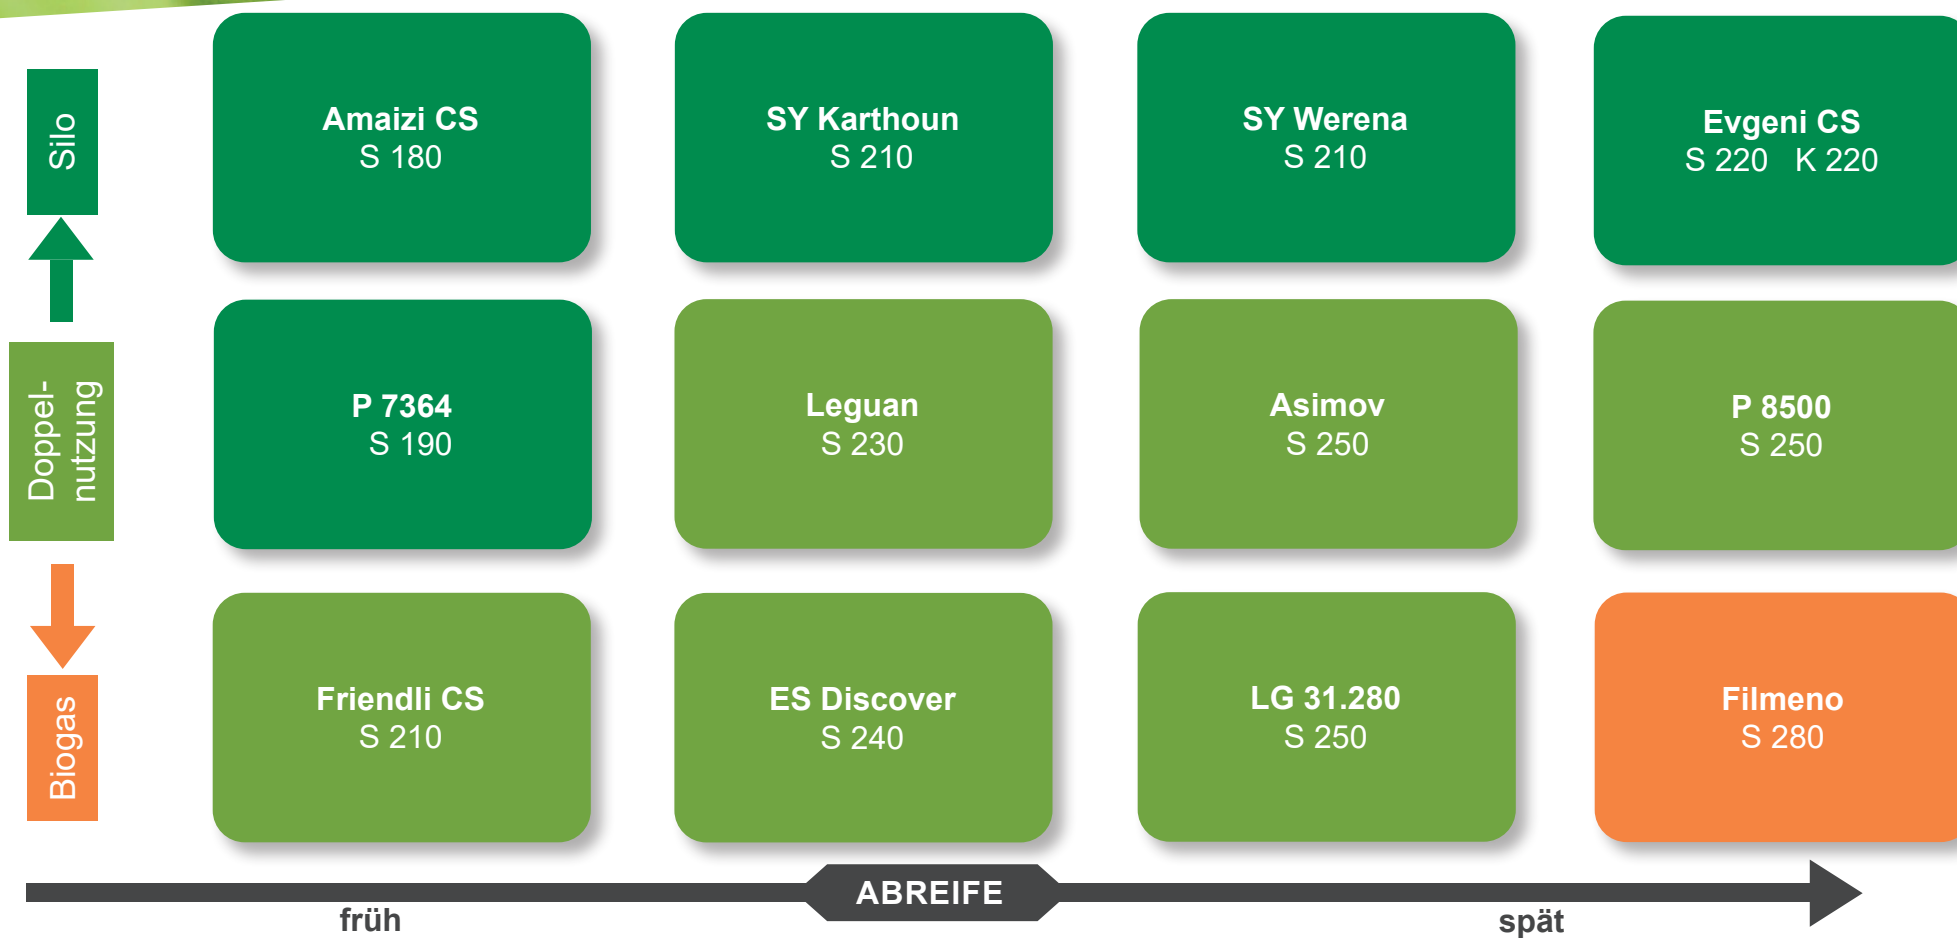 Silo
Amaizi CS
S 180
SY Karthoun
S 210
SY Werena
S 210
Evgeni CS
S 220 K 220
Doppel-
nutzung
P 7364
S 190
Leguan
S 230
Asimov
S 250
P 8500
S 250
Biogas
Friendli CS
S 210
ES Discover
S 240
LG 31.280
S 250
Filmeno
S 280
ABREIFE
früh
spät